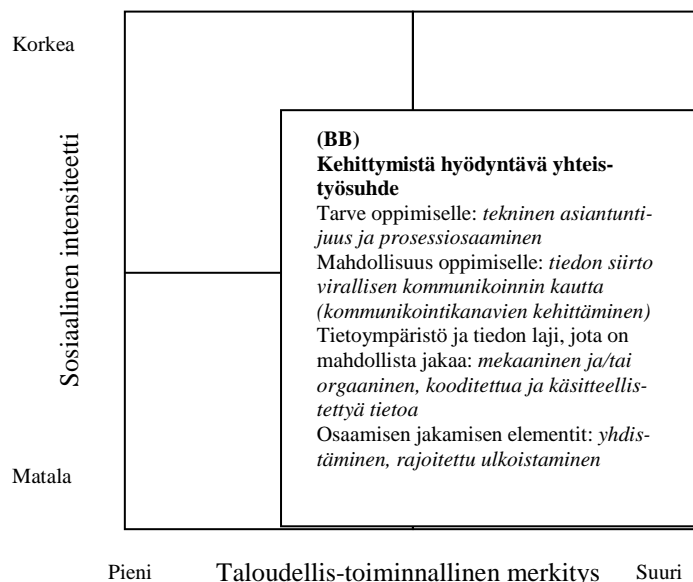 Korkea
Sosiaalinen intensiteetti
(BB)
Kehittymistä hyödyntävä yhteis-
työsuhde
Tarve oppimiselle: tekninen asiantunti-
juus ja prosessiosaaminen
Mahdollisuus oppimiselle: tiedon siirto
virallisen kommunikoinnin kautta
(kommunikointikanavien kehittäminen)
Tietoympäristö ja tiedon laji, jota on
mahdollista jakaa: mekaaninen ja/tai
orgaaninen, kooditettua ja käsitteellis-
tettyä tietoa
Osaamisen jakamisen elementit: yhdis-
täminen, rajoitettu ulkoistaminen
Matala
Pieni Taloudellis-toiminnallinen merkitys Suuri